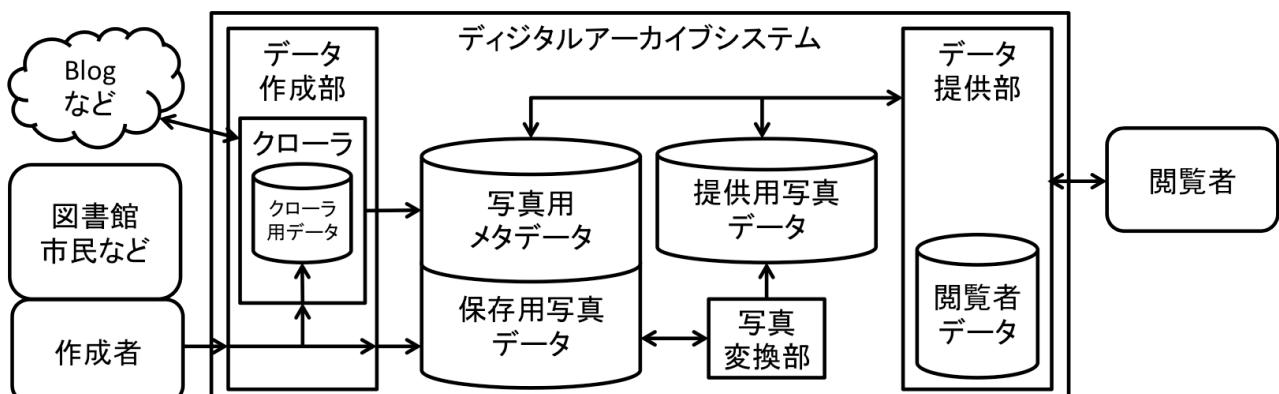 ディジタルアーカイブシステム
Blog
など
図書館
市民など
作成者
データ
作成部
クローラ
クローラ
用データ
写真用
メタデータ
保存用写真
データ
提供用写真
データ
写真
変換部
データ
提供部
閲覧者
データ
閲覧者